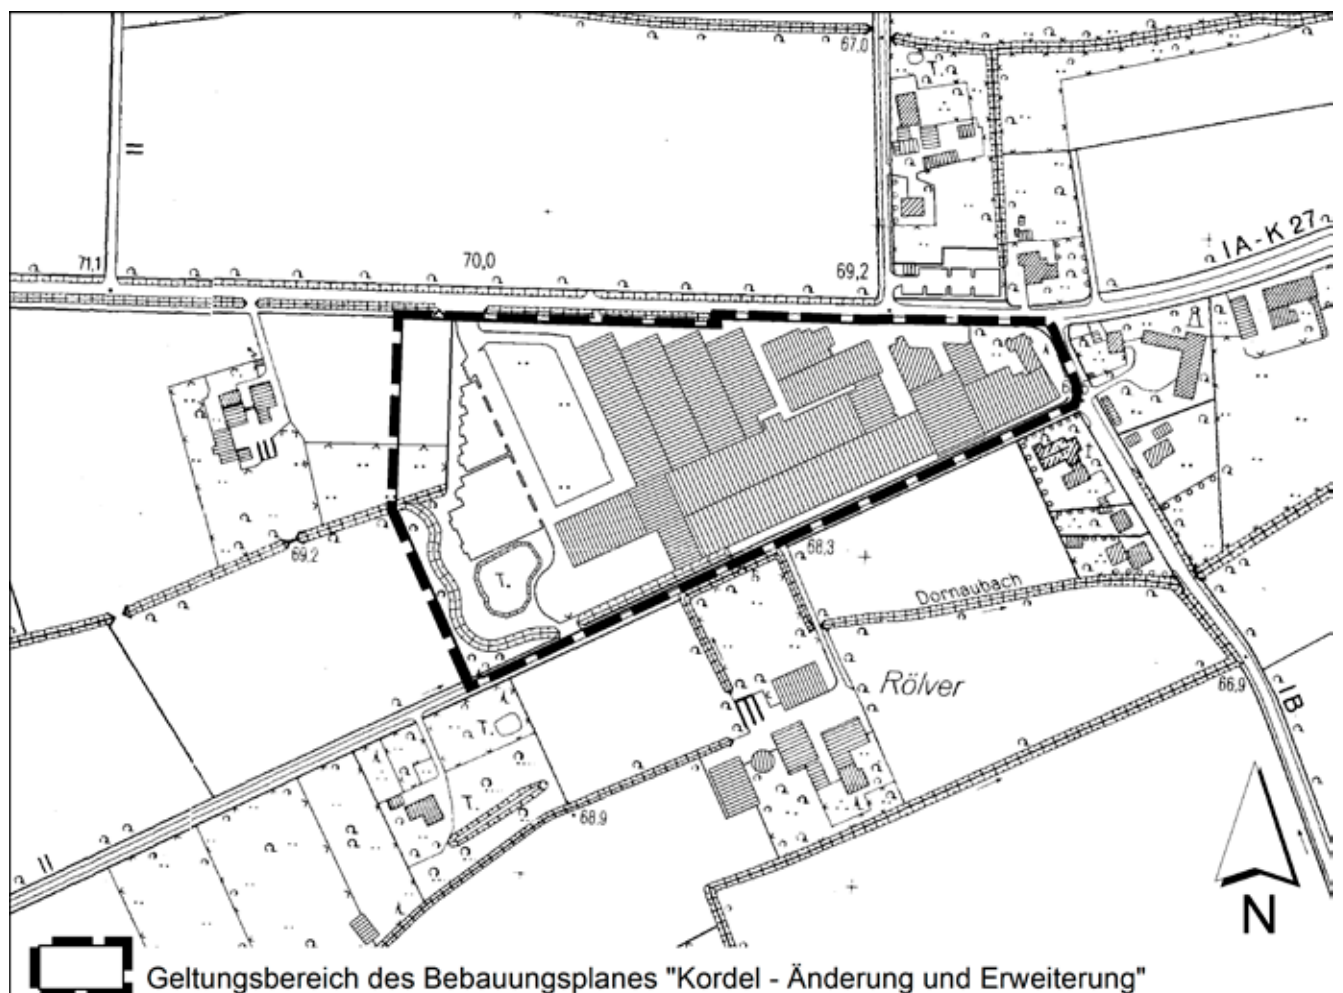 67,0
T.
=
IA-K 27
71,1
70,0
69,2
69,2
T.
68,3
Dornaubach
Rölver
66,9
IB
T.
T.
68.9
II
N
Geltungsbereich des Bebauungsplanes "Kordel - Änderung und Erweiterung"